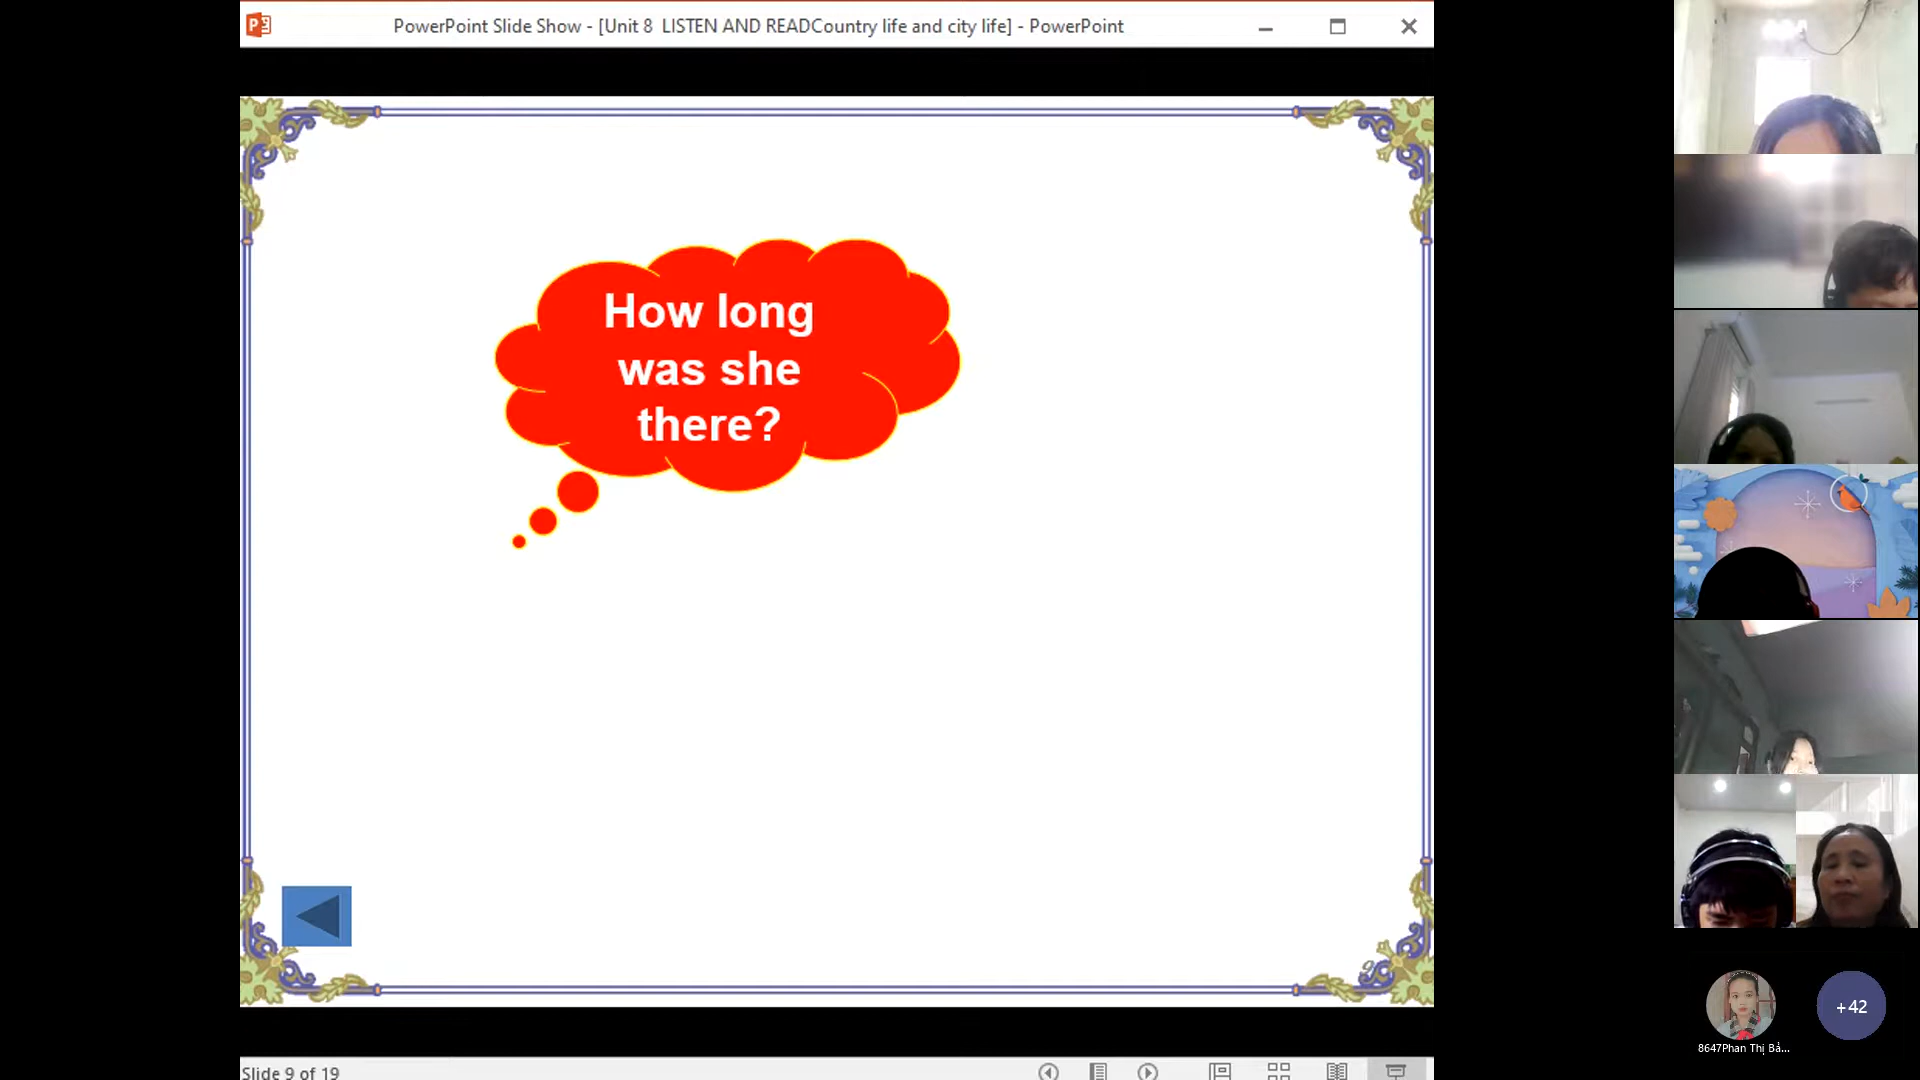 PowerPoint Slide Show - [Unit 8  LISTEN AND READCountry life and city life] - PowerPoint
How long
was she
there?
9
+42
8647Phan Thị Bả...
Slide 9 of 19